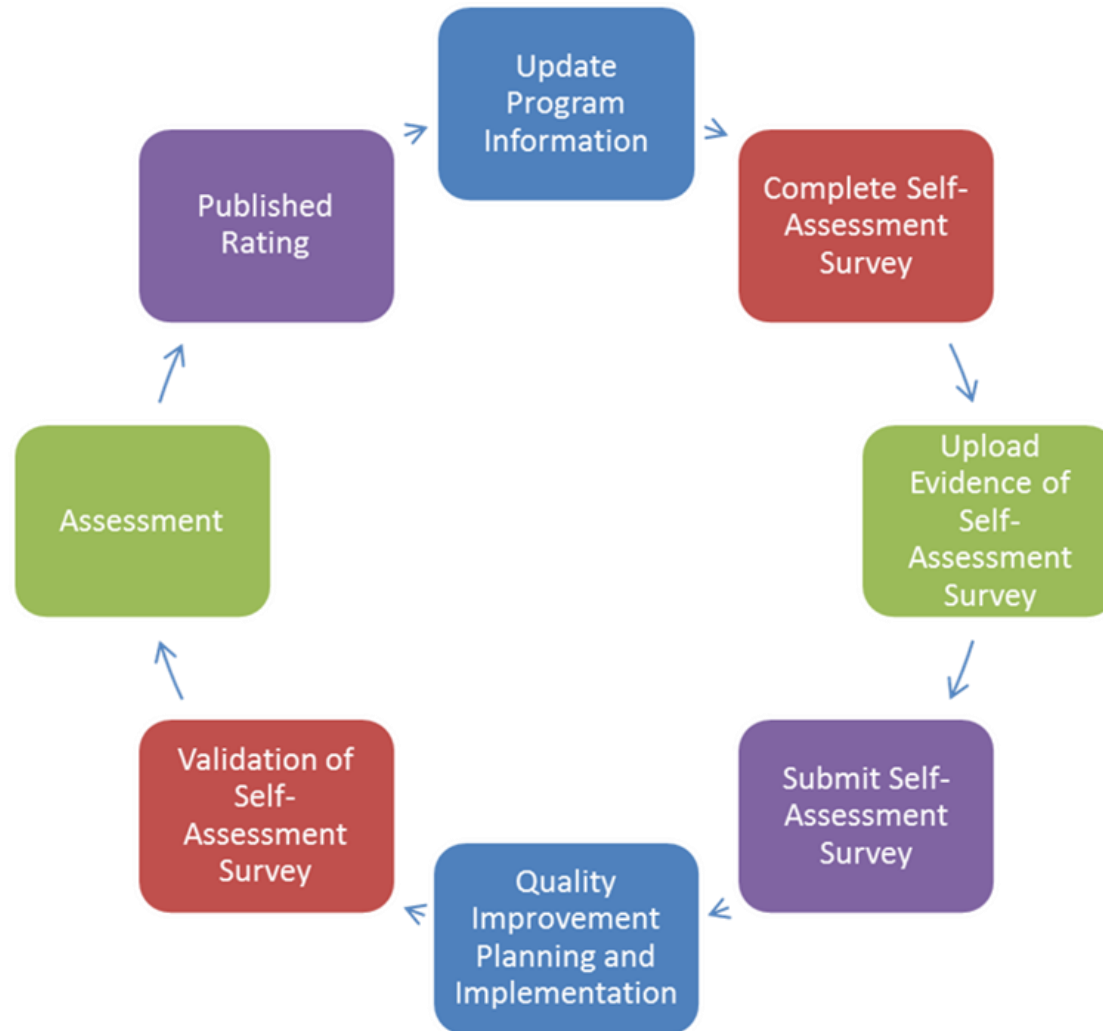 Update
Program
Information
Complete Self-
Assessment
Survey
Upload
Evidence of
Self-
Assessment
Survey
Submit Self-
Assessment
Survey
Quality
Improvement
Planning and
Implementation
Validation of
Self-
Assessment
Survey
Assessment
Published
Rating